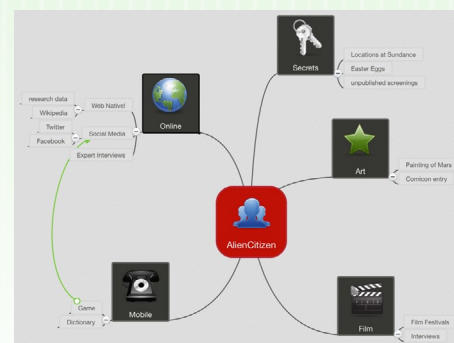 Secrets
Locations at Sundance
Easter Eggs
unpublished screenings
Online
Web Native!
research data
Wikipedia
Social Media
Twitter
Facebook
Expert Interviews
Art
Painting of Mars
Comicon entry
AlienCitizen
Mobile
Game
Dictionary
Film
Film Festivals
Interviews